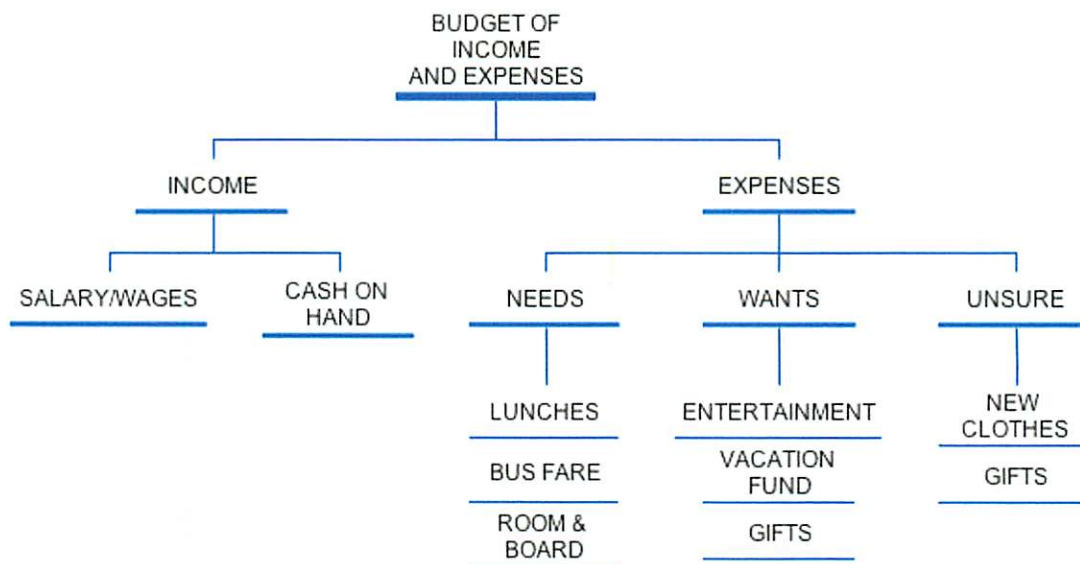 BUDGET OF
INCOME
AND EXPENSES
INCOME
EXPENSES
SALARY/WAGES
CASH ON
HAND
NEEDS
WANTS
UNSURE
LUNCHES
ENTERTAINMENT
NEW
CLOTHES
BUS FARE
VACATION
FUND
GIFTS
ROOM &
BOARD
GIFTS